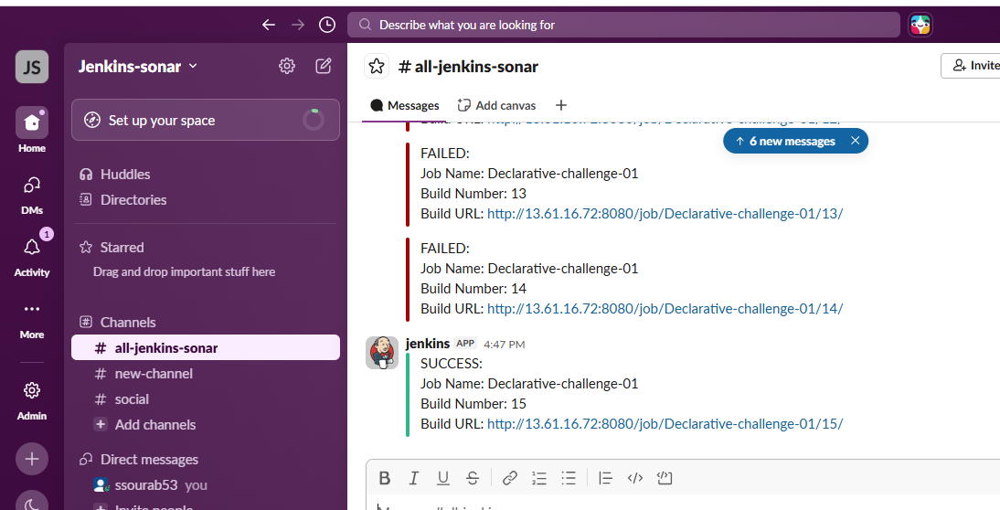 Describe what you are looking for
JS
Jenkins-sonar
# all-jenkins-sonar
Invite
Set up your space
Messages
Add canvas
Home
6 new messages
FAILED:
Job Name: Declarative-challenge-01
Build Number: 13
Build URL: http://13.61.16.72:8080/job/Declarative-challenge-01/13/
Huddles
Directories
DMs
Starred
Drag and drop important stuff here
1
Activity
FAILED:
Job Name: Declarative-challenge-01
Build Number: 14
Build URL: http://13.61.16.72:8080/job/Declarative-challenge-01/14/
More
Channels
# all-jenkins-sonar
# new-channel
# social
Add channels
Admin
jenkins APP 4:47 PM
SUCCESS:
Job Name: Declarative-challenge-01
Build Number: 15
Build URL: http://13.61.16.72:8080/job/Declarative-challenge-01/15/
Direct messages
ssourab53 you
Invite people
B I U S